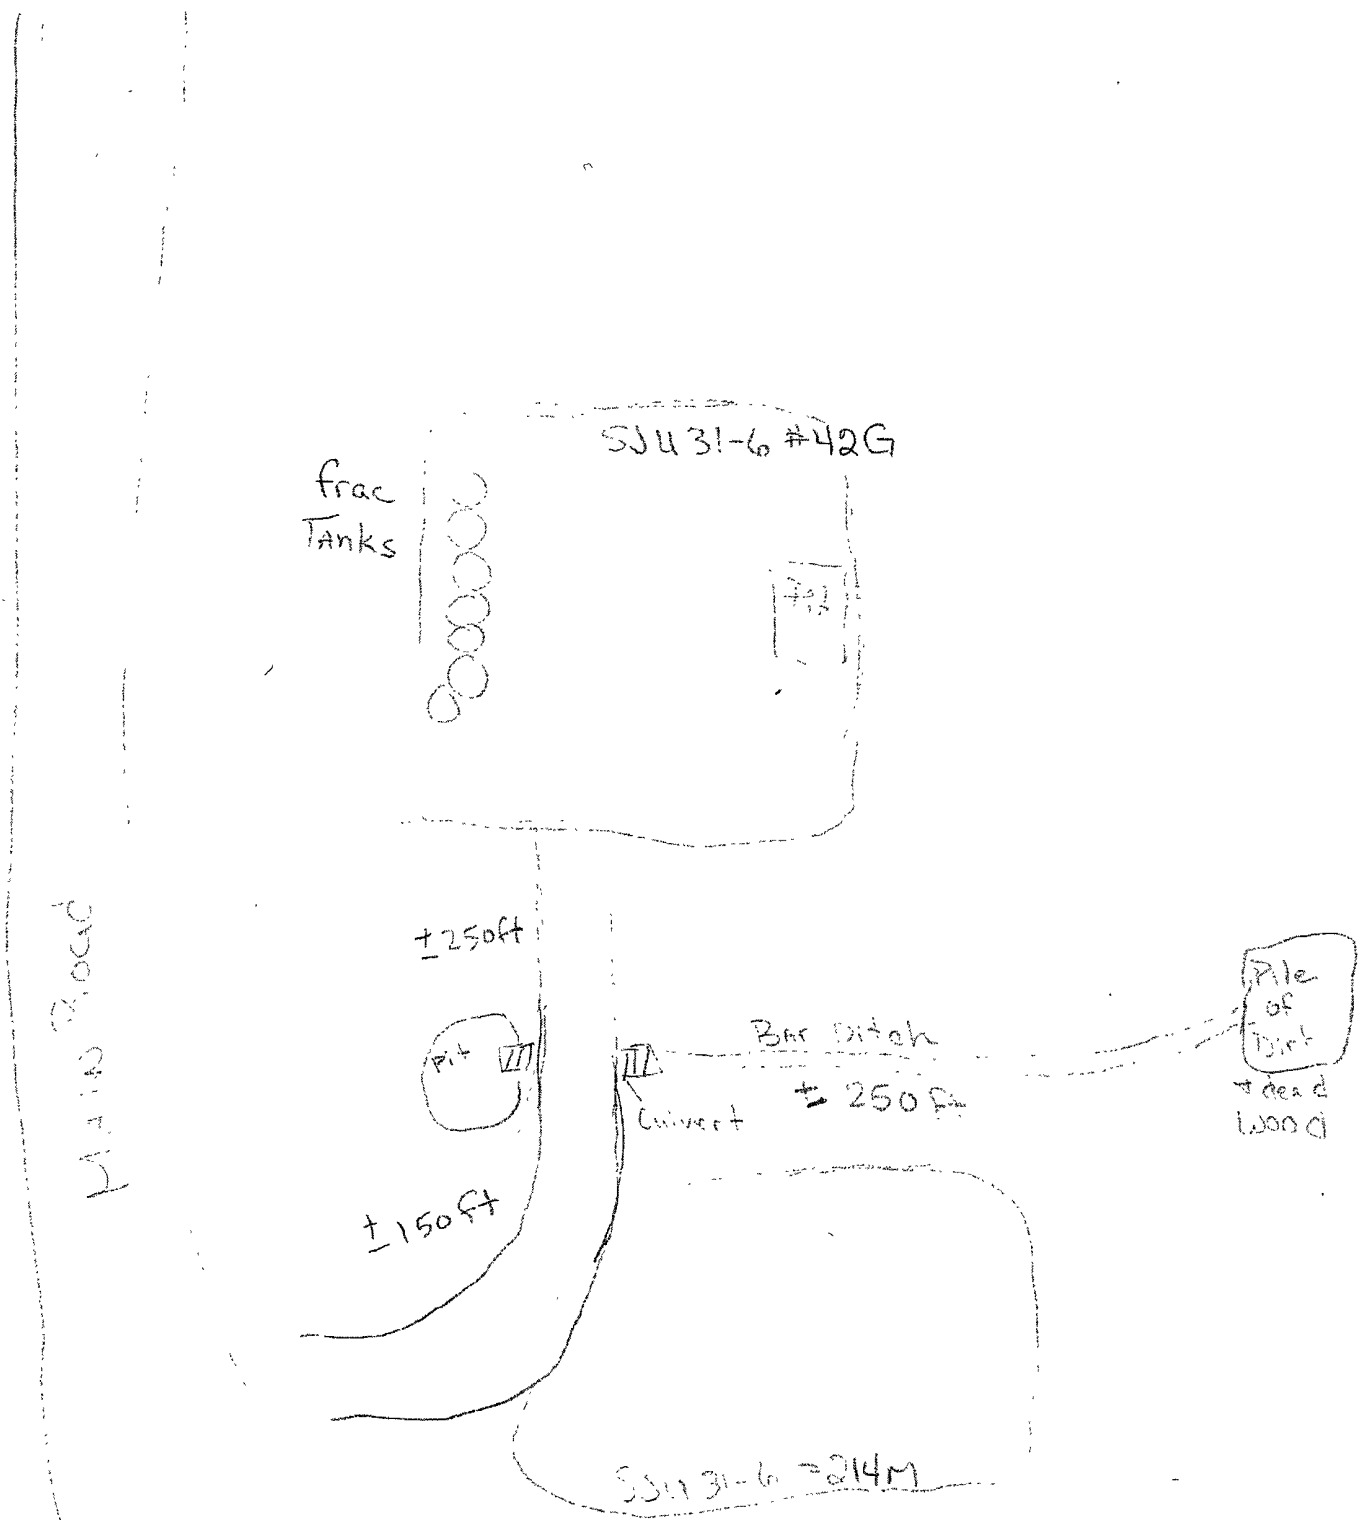 SJU 31-6 #42G
frac
TAnks
Pit
MAIN Road
±250ft
Pile
of
Dirt
+ dead
WOOd
Bar Ditch
± 250 Ft
pit
Culvert
±150ft
SJU 31-6 #214M